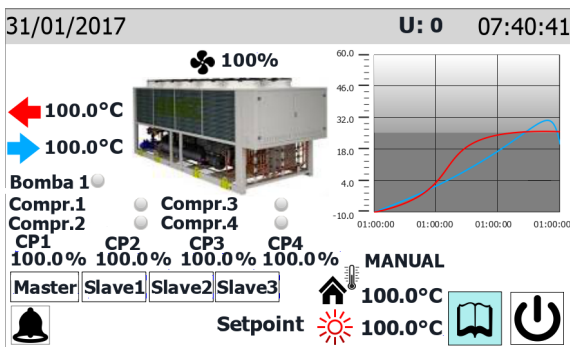 31/01/2017 U: 0 07:40:41
100%
100.0°C
100.0°C
Bomba 1
Compr.1 Compr.3
Compr.2 Compr.4
CP1 CP2 CP3 CP4
100.0% 100.0% 100.0% 100.0%
Master Slave1 Slave2 Slave3
60.0
46.0
32.0
18.0
4.0
-10.0
01:00:00 01:00:00 01:00:00 01:00:00
MANUAL
100.0°C
Setpoint 100.0°C